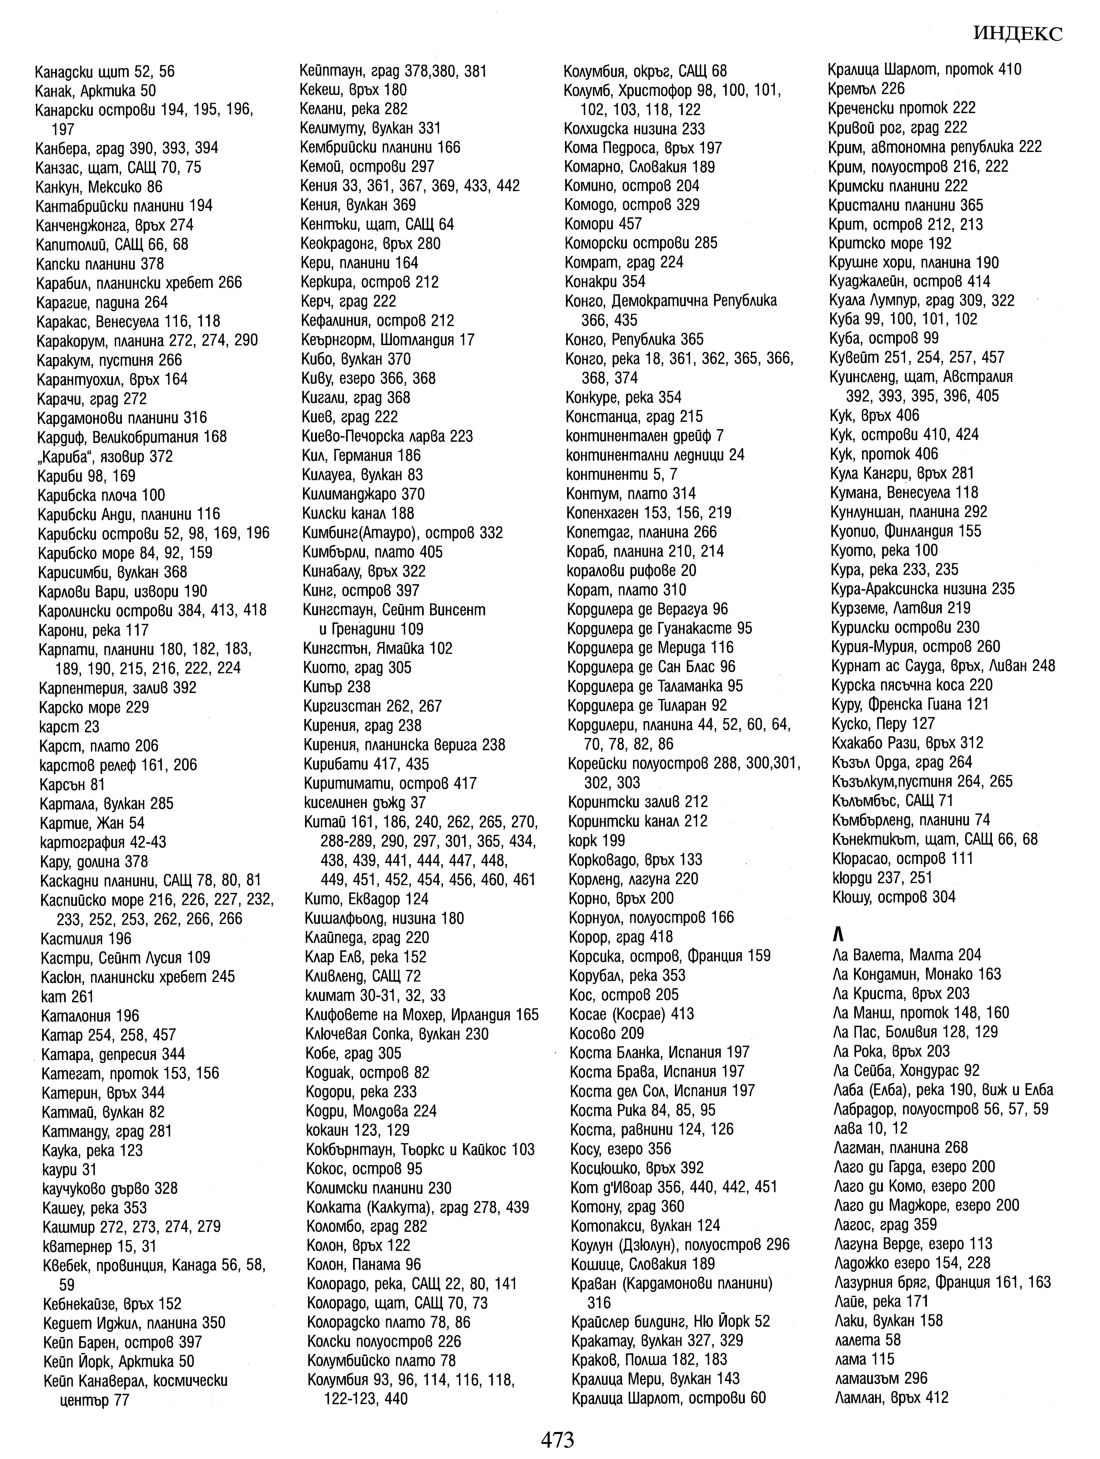 ИНДЕКС
Канадски щит 52, 56
Канак, Арктика 50
Канарски острови 194, 195, 196,
197
Канбера, град 390, 393, 394
Канзас, щат, САЩ 70, 75
Канкун, Мексико 86
Кантабрийски планини 194
Канченджонга, връх 274
Капитолий, САЩ 66, 68
Капски планини 378
Карабил, планински хребет 266
Карагие, падина 264
Каракас, Венесуела 116, 118
Каракорум, планина 272, 274, 290
Каракум, пустиня 266
Карантуохил, връх 164
Карачи, град 272
Кардамонови планини 316
Кардиф, Великобритания 168
„Кариба“, язовир 372
Кариби 98, 169
Карибска плоча 100
Карибски Анди, планини 116
Карибски острови 52, 98, 169, 196
Карибско море 84, 92, 159
Карисимби, вулкан 368
Карлови Вари, извори 190
Каролински острови 384, 413, 418
Карони, река 117
Карпати, планини 180, 182, 183,
189, 190, 215, 216, 222, 224
Карпентерия, залив 392
Карско море 229
карст 23
Карст, плато 206
карстов релеф 161, 206
Карсън 81
Картала, вулкан 285
Картие, Жан 54
картография 42-43
Кару, долина 378
Каскадни планини, САЩ 78, 80, 81
Каспийско море 216, 226, 227, 232,
233, 252, 253, 262, 266, 266
Кастилия 196
Кастри, Сейнт Лусия 109
Касюн, планински хребет 245
кат 261
Каталония 196
Катар 254, 258, 457
Катара, депресия 344
Категат, проток 153, 156
Катерин, връх 344
Катмай, вулкан 82
Катманду, град 281
Каука, река 123
каури 31
каучуково дърво 328
Кашеу, река 353
Кашмир 272, 273, 274, 279
кватернер 15, 31
Квебек, провинция, Канада 56, 58,
59
Кебнекайзе, връх 152
Кедиет Иджил, планина 350
Кейп Барен, остров 397
Кейп Йорк, Арктика 50
Кейп Канаверал, космически
център 77
Кейптаун, град 378,380, 381
Кекеш, връх 180
Келани, река 282
Келимуту, вулкан 331
Кембрийски планини 166
Кемой, острови 297
Кения 33, 361, 367, 369, 433, 442
Кения, вулкан 369
Кентъки, щат, САЩ 64
Кеокрадонг, връх 280
Кери, планини 164
Керкира, остров 212
Керч, град 222
Кефалиния, остров 212
Кеърнгорм, Шотландия 17
Кибо, вулкан 370
Киву, езеро 366, 368
Кигали, град 368
Киев, град 222
Киево-Печорска ларва 223
Кил, Германия 186
Килауеа, вулкан 83
Килиманджаро 370
Килски канал 188
Кимбинг(Атауро), остров 332
Кимбърли, плато 405
Кинабалу, връх 322
Кинг, остров 397
Кингстаун, Сейнт Винсент
и Гренадини 109
Кингстън, Ямайка 102
Киото, град 305
Кипър 238
Киргизстан 262, 267
Кирения, град 238
Кирения, планинска верига 238
Кирибати 417, 435
Киритимати, остров 417
киселинен дъжд 37
Китай 161, 186, 240, 262, 265, 270,
288-289, 290, 297, 301, 365, 434,
438, 439, 441, 444, 447, 448,
449, 451, 452, 454, 456, 460, 461
Кито, Еквадор 124
Кишалфьолд, низина 180
Клайпеда, град 220
Клар Елв, река 152
Кливленд, САЩ 72
климат 30-31, 32, 33
Клифовете на Мохер, Ирландия 165
Ключевая Сопка, вулкан 230
Кобе, град 305
Кодиак, остров 82
Кодори, река 233
Кодри, Молдова 224
кокаин 123, 129
Кокбърнтаун, Тьоркс и Кайкос 103
Кокос, остров 95
Колимски планини 230
Колката (Калкута), град 278, 439
Коломбо, град 282
Колон, връх 122
Колон, Панама 96
Колорадо, река, САЩ 22, 80, 141
Колорадо, щат, САЩ 70, 73
Колорадско плато 78, 86
Колски полуостров 226
Колумбийско плато 78
Колумбия 93, 96, 114, 116, 118,
122-123, 440
Колумбия, окръг, САЩ 68
Колумб, Христофор 98, 100, 101,
102, 103, 118, 122
Колхидска низина 233
Кома Педроса, връх 197
Комарно, Словакия 189
Комино, остров 204
Комодо, остров 329
Комори 457
Коморски острови 285
Комрат, град 224
Конакри 354
Конго, Демократична Република
366, 435
Конго, Република 365
Конго, река 18, 361, 362, 365, 366,
368, 374
Конкуре, река 354
Констанца, град 215
континентален дрейф 7
континентални ледници 24
континенти 5, 7
Контум, плато 314
Копенхаген 153, 156, 219
Копетдаг, планина 266
Кораб, планина 210, 214
коралови рифове 20
Корат, плато 310
Кордилера де Верагуа 96
Кордилера де Гуанакасте 95
Кордилера де Мерида 116
Кордилера де Сан Блас 96
Кордилера де Таламанка 95
Кордилера де Тиларан 92
Кордилери, планина 44, 52, 60, 64,
70, 78, 82, 86
Корейски полуостров 288, 300,301,
302, 303
Коринтски залив 212
Коринтски канал 212
корк 199
Корковадо, връх 133
Корленд, лагуна 220
Корно, връх 200
Корнуол, полуостров 166
Корор, град 418
Корсика, остров, Франция 159
Корубал, река 353
Кос, остров 205
Косае (Косрае) 413
Косово 209
Коста Бланка, Испания 197
Коста Брава, Испания 197
Коста дел Сол, Испания 197
Коста Рика 84, 85, 95
Коста, равнини 124, 126
Косу, езеро 356
Косцюшко, връх 392
Кот д'Ивоар 356, 440, 442, 451
Котону, град 360
Котопакси, вулкан 124
Коулун (Дзюлун), полуостров 296
Кошице, Словакия 189
Краван (Кардамонови планини)
316
Крайслер билдинг, Ню Йорк 52
Кракатау, вулкан 327, 329
Краков, Полша 182, 183
Кралица Мери, вулкан 143
Кралица Шарлот, острови 60
Кралица Шарлот, проток 410
Кремъл 226
Креченски проток 222
Кривой рог, град 222
Крим, автономна република 222
Крим, полуостров 216, 222
Кримски планини 222
Кристални планини 365
Крит, остров 212, 213
Критско море 192
Крушне хори, планина 190
Куаджалейн, остров 414
Куала Лумпур, град 309, 322
Куба 99, 100, 101, 102
Куба, остров 99
Кувейт 251, 254, 257, 457
Куинсленд, щат, Австралия
392, 393, 395, 396, 405
Кук, връх 406
Кук, острови 410, 424
Кук, проток 406
Кула Кангри, връх 281
Кумана, Венесуела 118
Кунлуншан, планина 292
Куопио, Финландия 155
Куото, река 100
Кура, река 233, 235
Кура-Араксинска низина 235
Курземе, Латвия 219
Курилски острови 230
Курия-Мурия, остров 260
Курнат ас Сауда, връх, Ливан 248
Курска пясъчна коса 220
Куру, Френска Гиана 121
Куско, Перу 127
Кхакабо Рази, връх 312
Къзъл Орда, град 264
Къзълкум,пустиня 264, 265
Кълъмбъс, САЩ 71
Къмбърленд, планини 74
Кънектикът, щат, САЩ 66, 68
Кюрасао, остров 111
кюрди 237, 251
Кюшу, остров 304
Л
Ла Валета, Малта 204
Ла Кондамин, Монако 163
Ла Криста, връх 203
Ла Манш, проток 148, 160
Ла Пас, Боливия 128, 129
Ла Рока, връх 203
Ла Сейба, Хондурас 92
Лаба (Елба), река 190, виж и Елба
Лабрадор, полуостров 56, 57, 59
лава 10, 12
Лагман, планина 268
Лаго ди Гарда, езеро 200
Лаго ди Комо, езеро 200
Лаго ди Маджоре, езеро 200
Лагос, град 359
Лагуна Верде, езеро 113
Ладожко езеро 154, 228
Лазурния бряг, Франция 161, 163
Лайе, река 171
Лаки, вулкан 158
лалета 58
лама 115
ламаизъм 296
Ламлан, връх 412
473